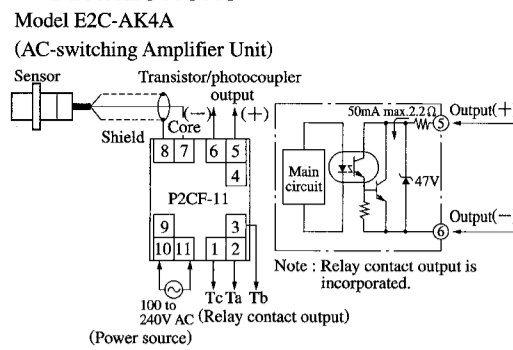 Model E2C-AK4A
(AC-switching Amplifier Unit)
Sensor
Transistor/photocoupler
output
(—) (+)
Shield
Core
8 7 6 5
4
P2CF-11
9 3
10 11 1 2
100 to
240V AC
(Power source)
Tc Ta Tb
(Relay contact output)
50mA max. 2.2Ω
5 Output(+
Main
circuit
47V
Output(—
6
Note : Relay contact output is
incorporated.